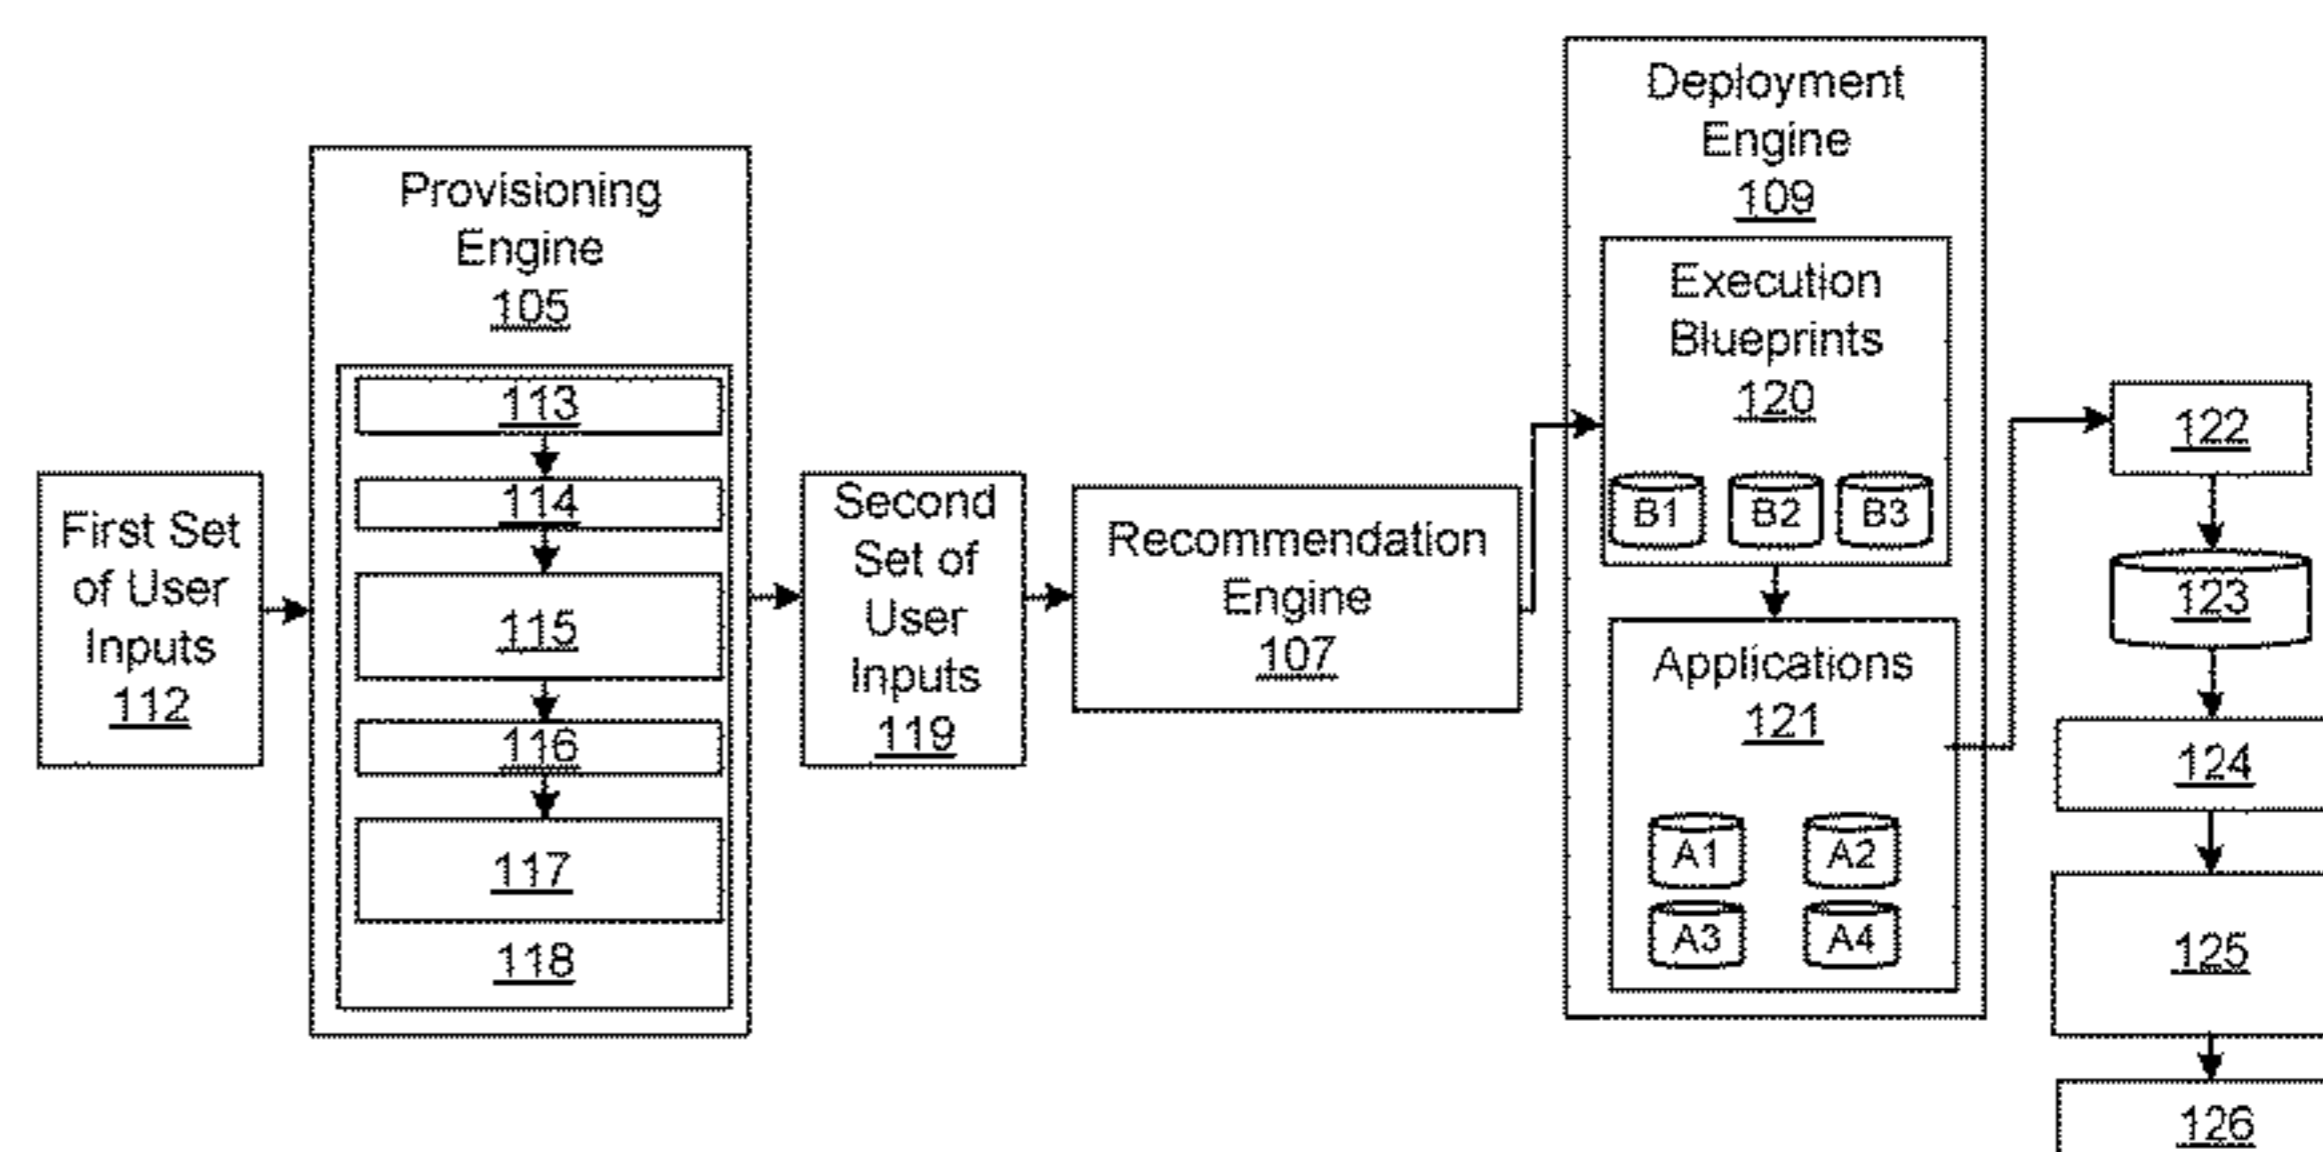 First Set
of User
Inputs
112
Provisioning
Engine
105
113
114
115
116
117
118
Second
Set of
User
Inputs
119
Recommendation
Engine
107
Deployment
Engine
109
Execution
Blueprints
120
B1 B2 B3
Applications
121
A1 A2
A3 A4
122
123
124
125
126